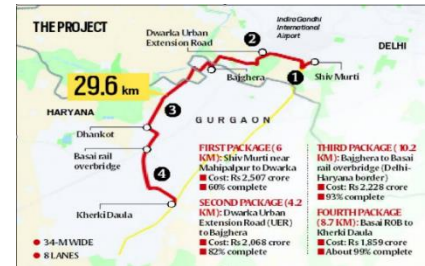 THE PROJECT
Dwarka Urban
Extension Road
Indira Gandhi
International
Airport
DELHI
2
1
Shiv Murti
Bajghera
29.6 km
HARYANA
3
GURGAON
Dhankot
Basai rail
overbridge
4
Kherki Daula
34-M WIDE
8 LANES
FIRST PACKAGE ( 6
KM): Shiv Murti near
Mahipalpur to Dwarka
Cost: Rs 2,507 crore
60% complete
SECOND PACKAGE (4.2
KM): Dwarka Urban
Extension Road (UER)
to Bajghera
Cost: Rs 2,068 crore
82% complete
THIRD PACKAGE ( 10.2
KM): Bajghera to Basai
rail overbridge (Delhi-
Haryana border)
Cost: Rs 2,228 crore
93% complete
FOURTH PACKAGE
(8.7 KM): Basai ROB to
Kherki Daula
Cost: Rs 1,859 crore
About 99% complete